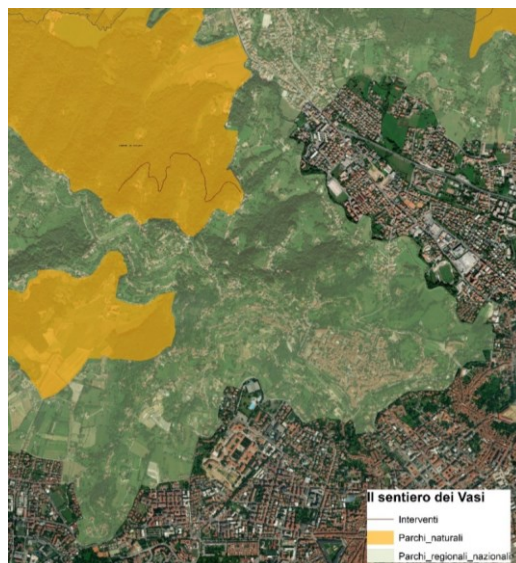 Il sentiero dei Vasi
Interventi
Parchi_naturali
Parchi_regionali_nazionali